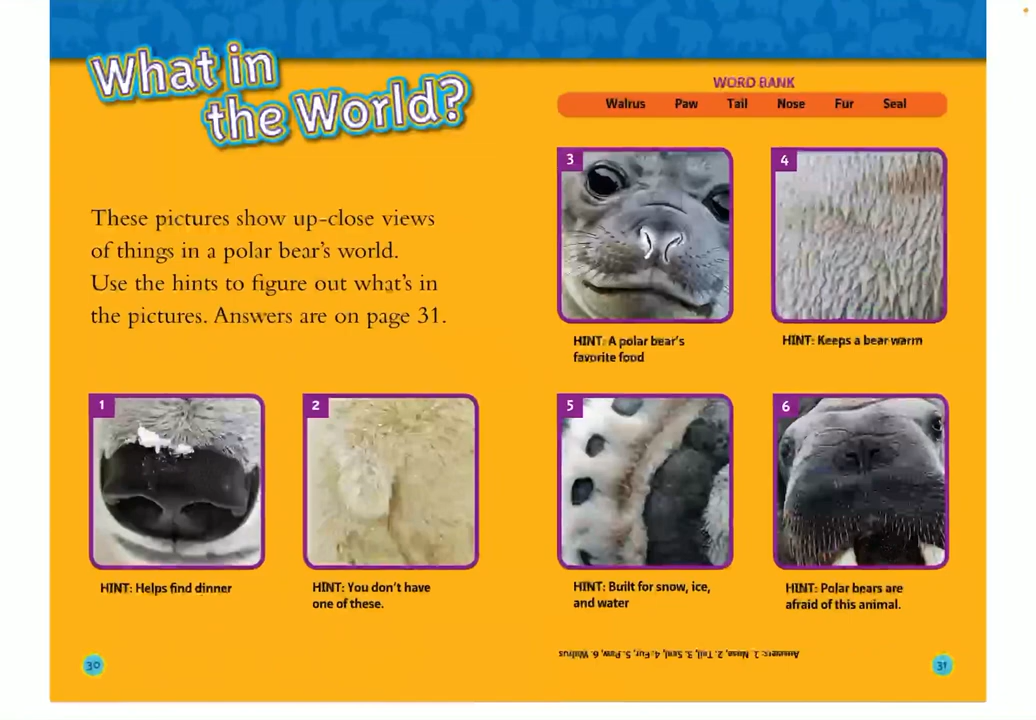 What in
the World?
These pictures show up-close views
of things in a polar bear's world.
Use the hints to figure out what's in
the pictures. Answers are on page 31.
1
HINT: Helps find dinner
2
HINT: You don't have
one of these.
30
WORD BANK
Walrus Paw Tail Nose Fur Seal
3
HINT: A polar bear's
favorite food
4
HINT: Keeps a bear warm
5
HINT: Built for snow, ice,
and water
6
HINT: Polar bears are
afraid of this animal.
Answers: 1. Nose, 2. Tail, 3. Seal, 4. Fur, 5. Paw, 6. Walrus
31